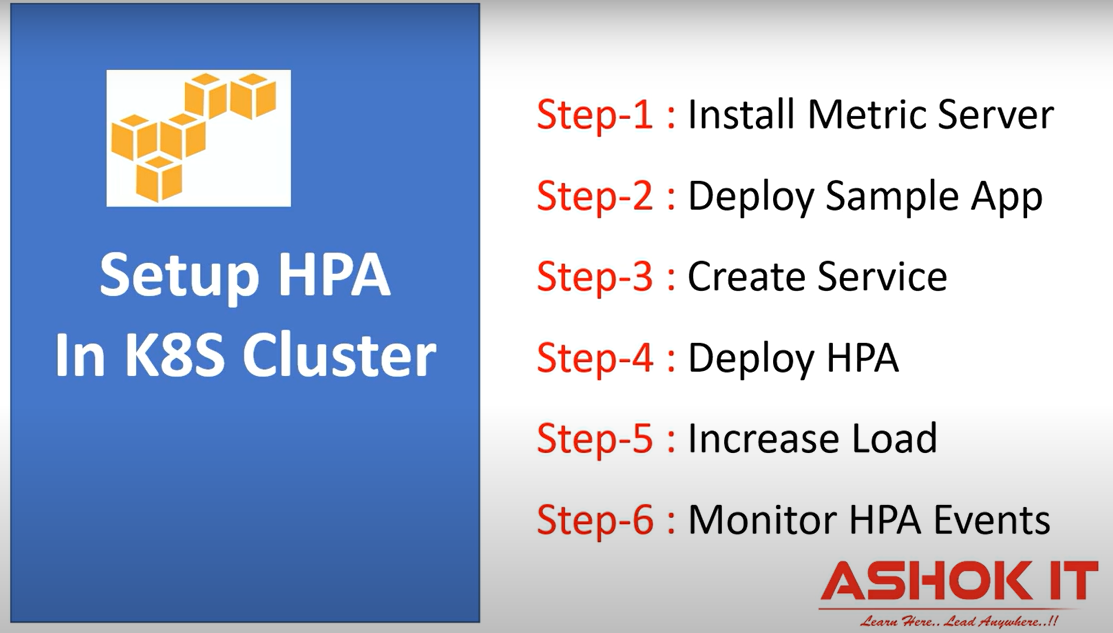 Setup HPA
In K8S Cluster
Step-1 : Install Metric Server
Step-2 : Deploy Sample App
Step-3 : Create Service
Step-4 : Deploy HPA
Step-5 : Increase Load
Step-6 : Monitor HPA Events
ASHOK IT
Learn Here.. Lead Anywhere..!!